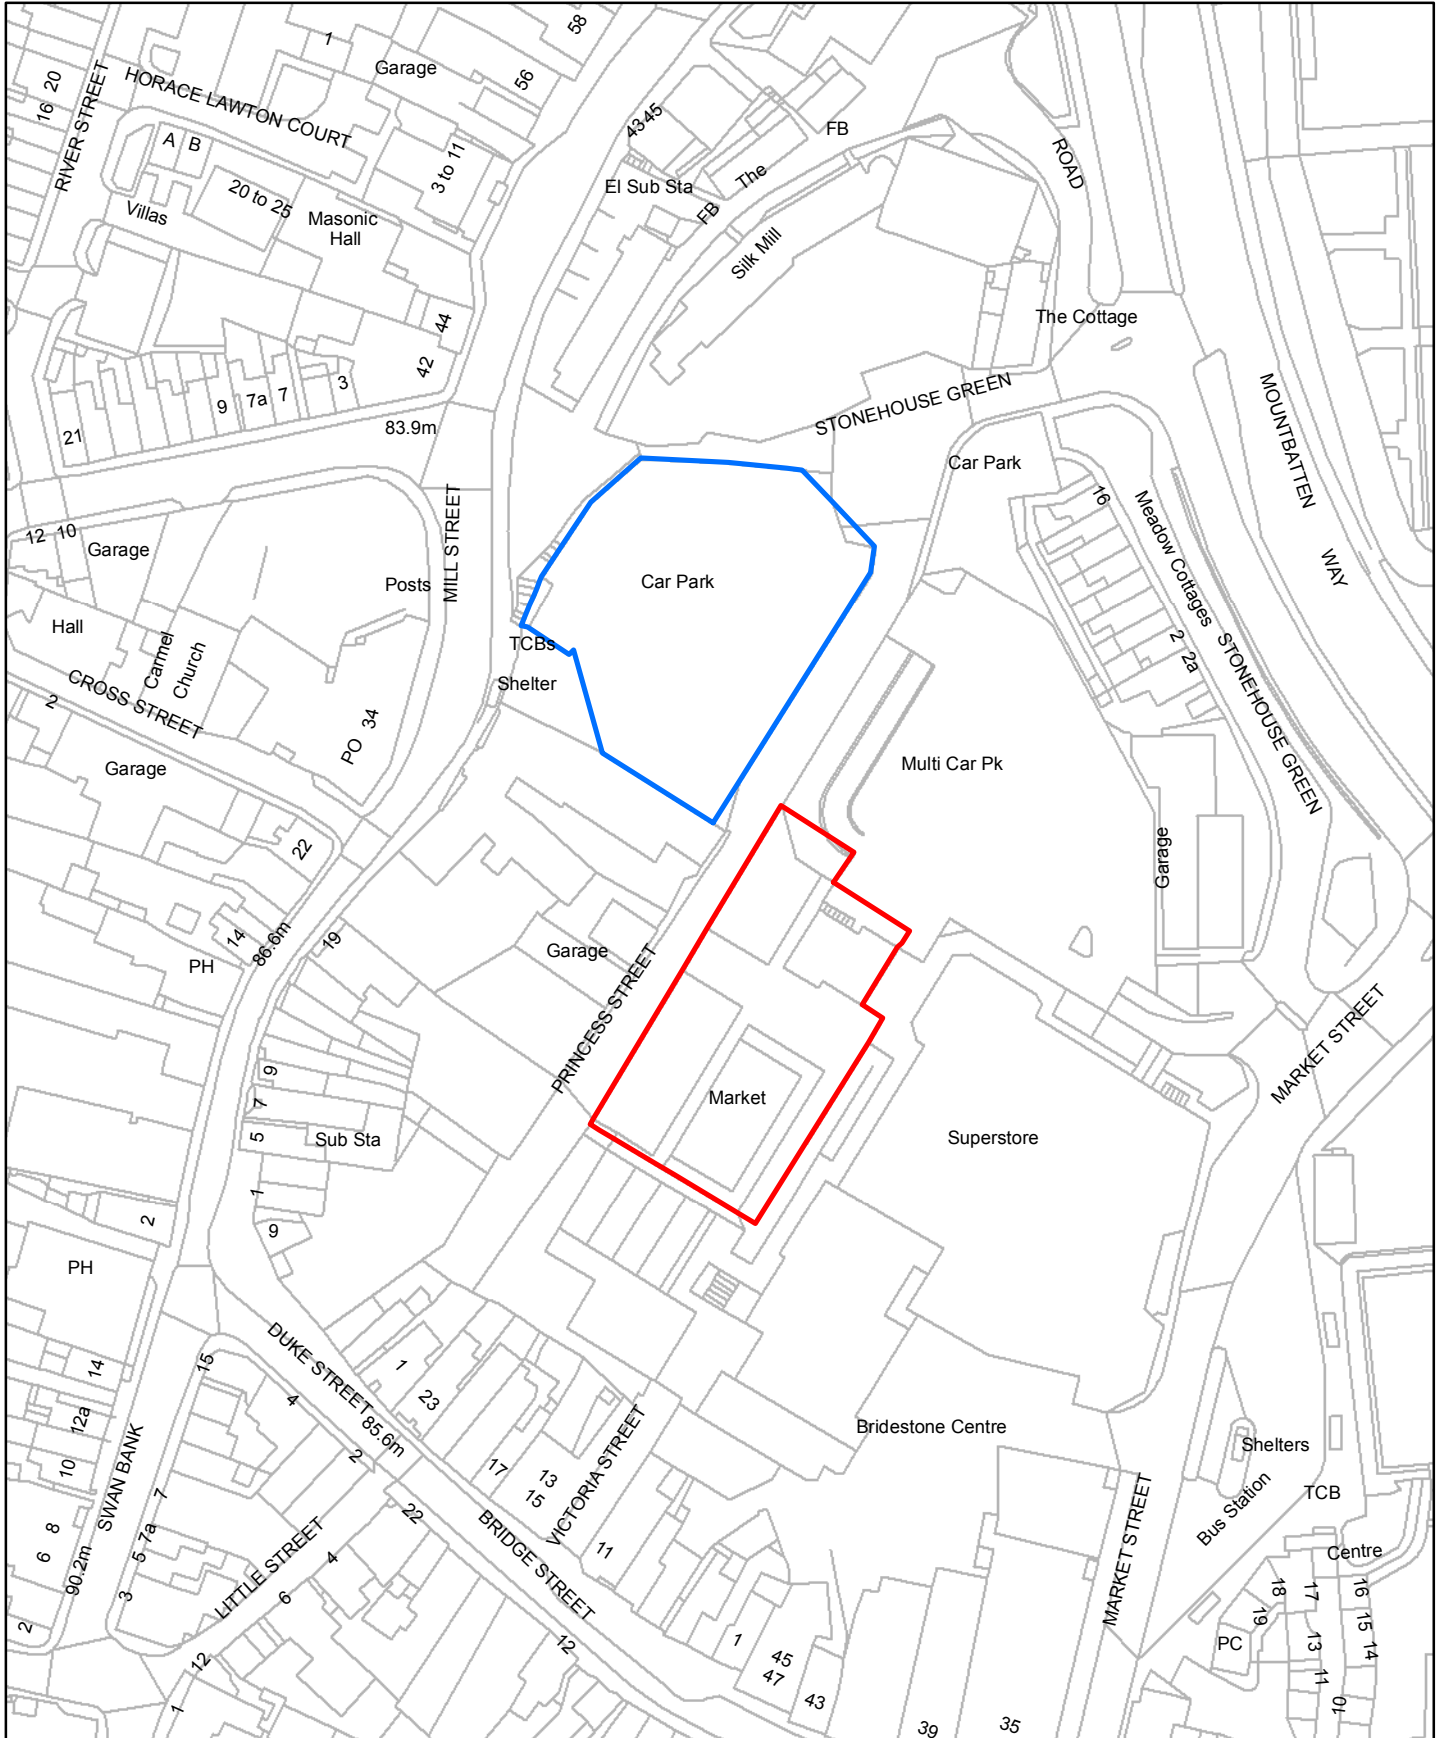 58
1
Garage
56
20
16
RIVER STREET
HORACE LAWTON COURT
A
B
20 to 25
Villas
Masonic
Hall
3 to 11
4345
El Sub Sta
FB
The
FB
Silk Mill
ROAD
The Cottage
44
42
3
7
7a
9
21
83.9m
STONEHOUSE GREEN
MOUNTBATTEN
WAY
Car Park
16
Meadow Cottages
2
2a
STONEHOUSE GREEN
12
10
Garage
Posts
MILL STREET
Car Park
Hall
Carmel
Church
TCBs
Shelter
CROSS STREET
2
PO
34
Garage
Multi Car Pk
22
Garage
14
86.6m
19
PH
Garage
PRINCESS STREET
MARKET STREET
9
7
5
Sub Sta
Market
Superstore
1
2
9
PH
DUKE STREET
85.6m
1
23
15
4
14
12a
10
2
17
13
15
VICTORIA STREET
Bridestone Centre
Shelters
Bus Station
TCB
SWAN BANK
7
22
BRIDGE STREET
11
8
6
90.2m
5
7a
3
LITTLE STREET
4
6
MARKET STREET
Centre
18
17
16
19
15
2
12
12
1
45
47
PC
13
14
11
10
1
43
39
35